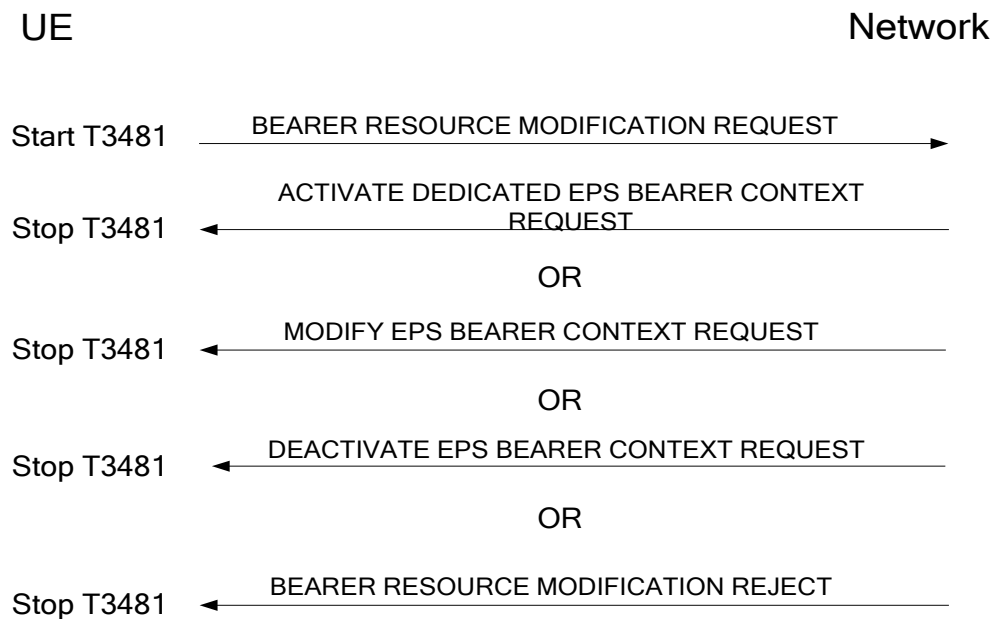 UE
Network
Start T3481
BEARER RESOURCE MODIFICATION REQUEST
ACTIVATE DEDICATED EPS BEARER CONTEXT
REQUEST
Stop T3481
OR
MODIFY EPS BEARER CONTEXT REQUEST
Stop T3481
OR
DEACTIVATE EPS BEARER CONTEXT REQUEST
Stop T3481
OR
BEARER RESOURCE MODIFICATION REJECT
Stop T3481